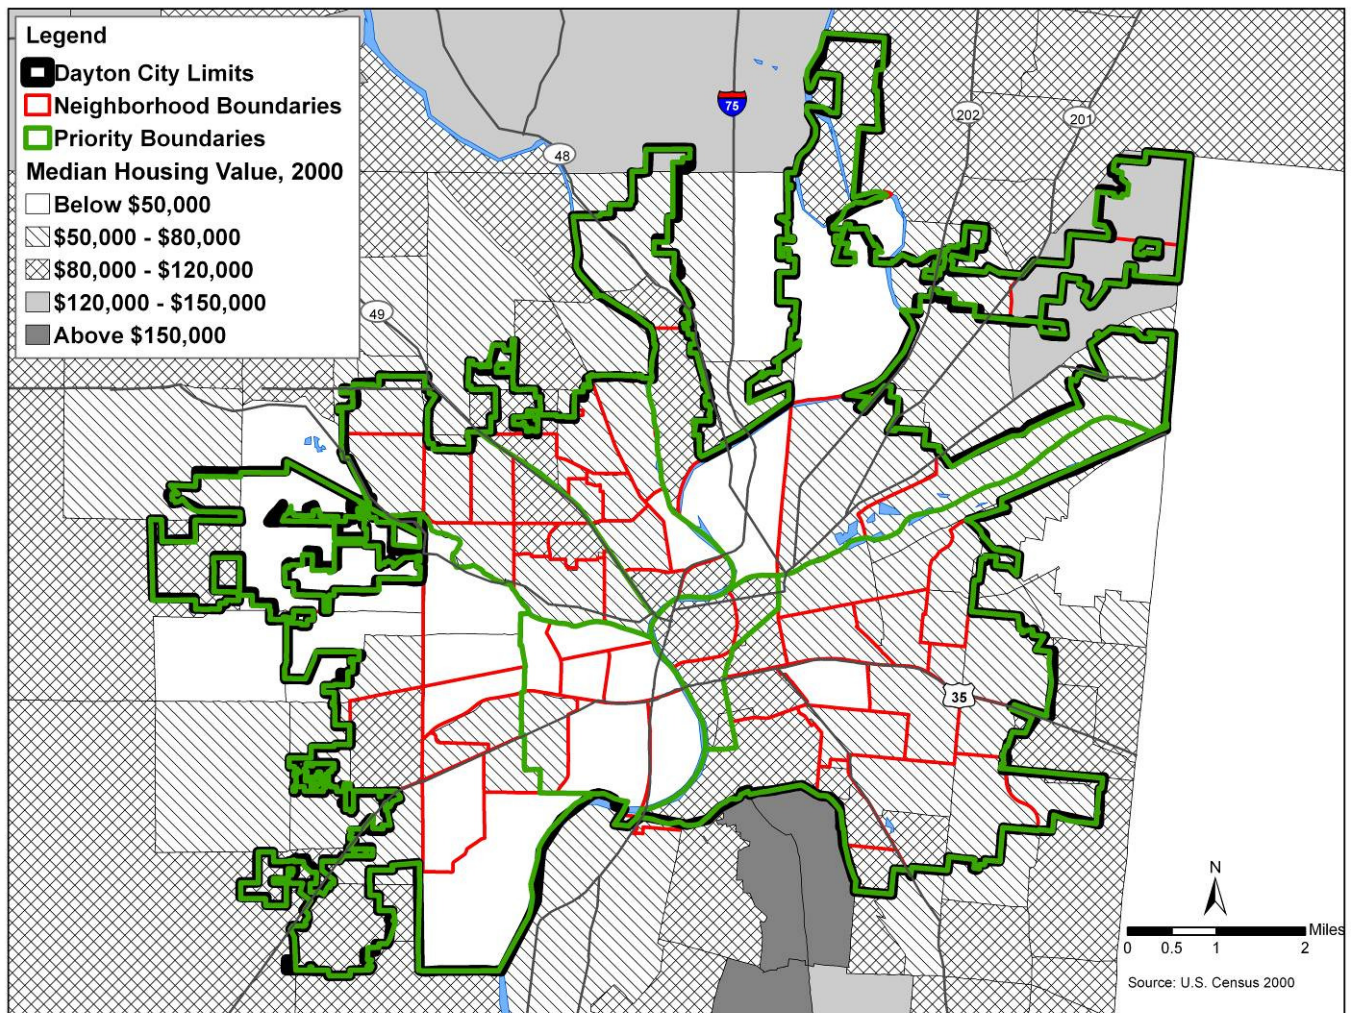 Legend
Dayton City Limits
Neighborhood Boundaries
Priority Boundaries
Median Housing Value, 2000
Below $50,000
$50,000 - $80,000
$80,000 - $120,000
$120,000 - $150,000
Above $150,000
75
202
201
48
49
35
N
Miles
0 0.5 1 2
Source: U.S. Census 2000